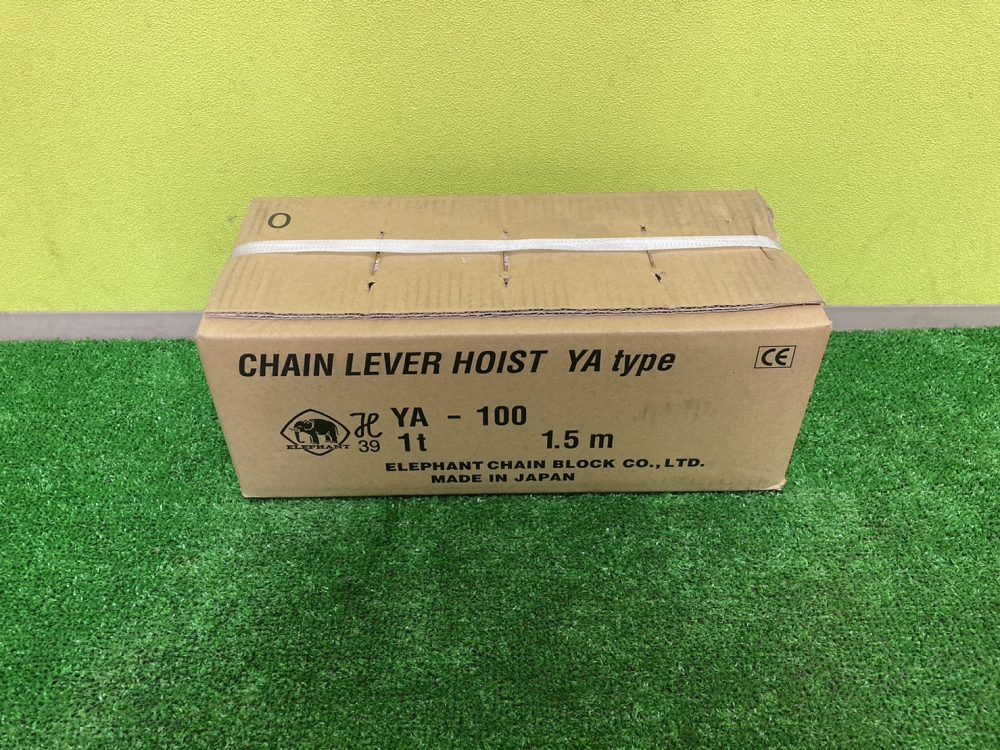 O
CHAIN LEVER HOIST YA type
CE
ELEPHANT
H
39
YA - 100
1t 1.5 m
ELEPHANT CHAIN BLOCK CO., LTD.
MADE IN JAPAN